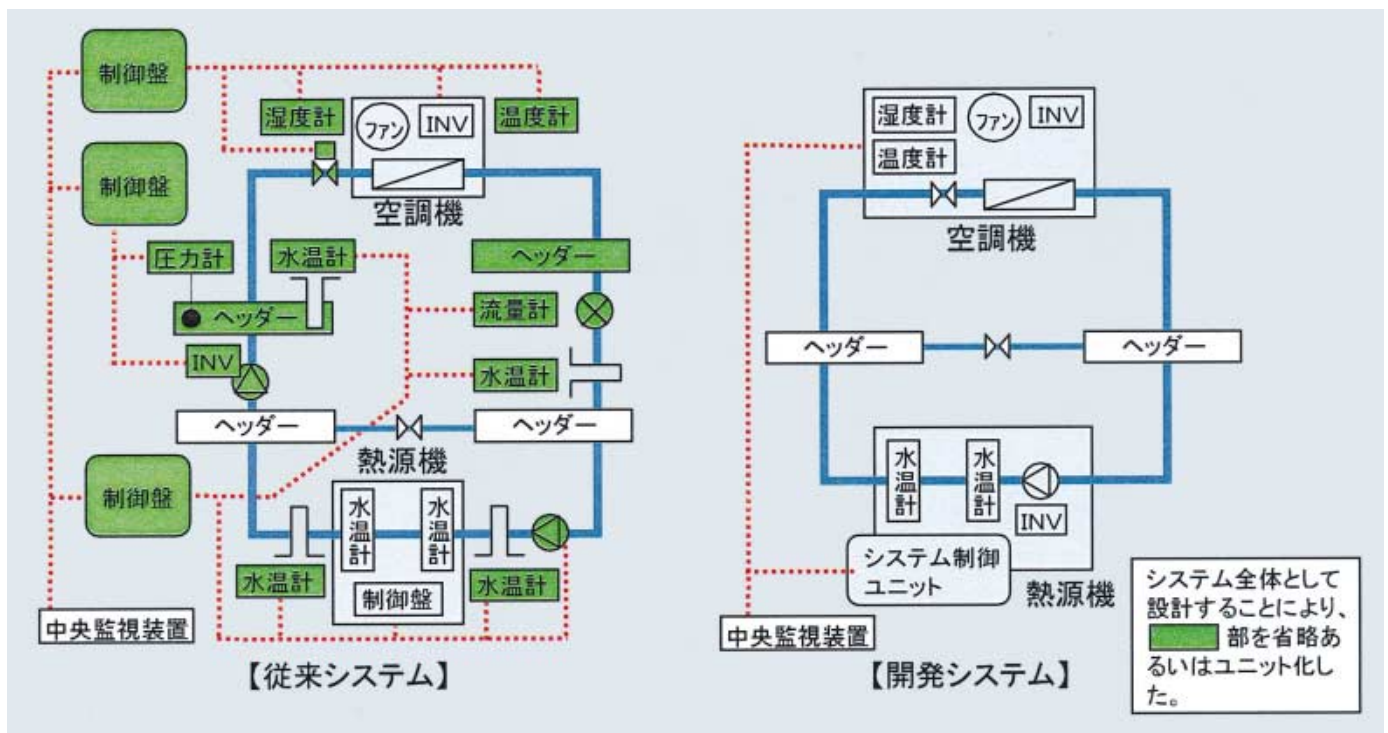 制御盤
湿度計
ファン
INV
温度計
空調機
制御盤
圧力計
水温計
ヘッダー
ヘッダー
流量計
INV
水温計
ヘッダー
ヘッダー
熱源機
制御盤
水温計
水温計
水温計
水温計
制御盤
中央監視装置
【従来システム】
湿度計
ファン
INV
温度計
空調機
ヘッダー
ヘッダー
水温計
水温計
INV
システム制御
ユニット
熱源機
中央監視装置
【開発システム】
システム全体として
設計することにより、
部を省略あ
るいはユニット化し
た。